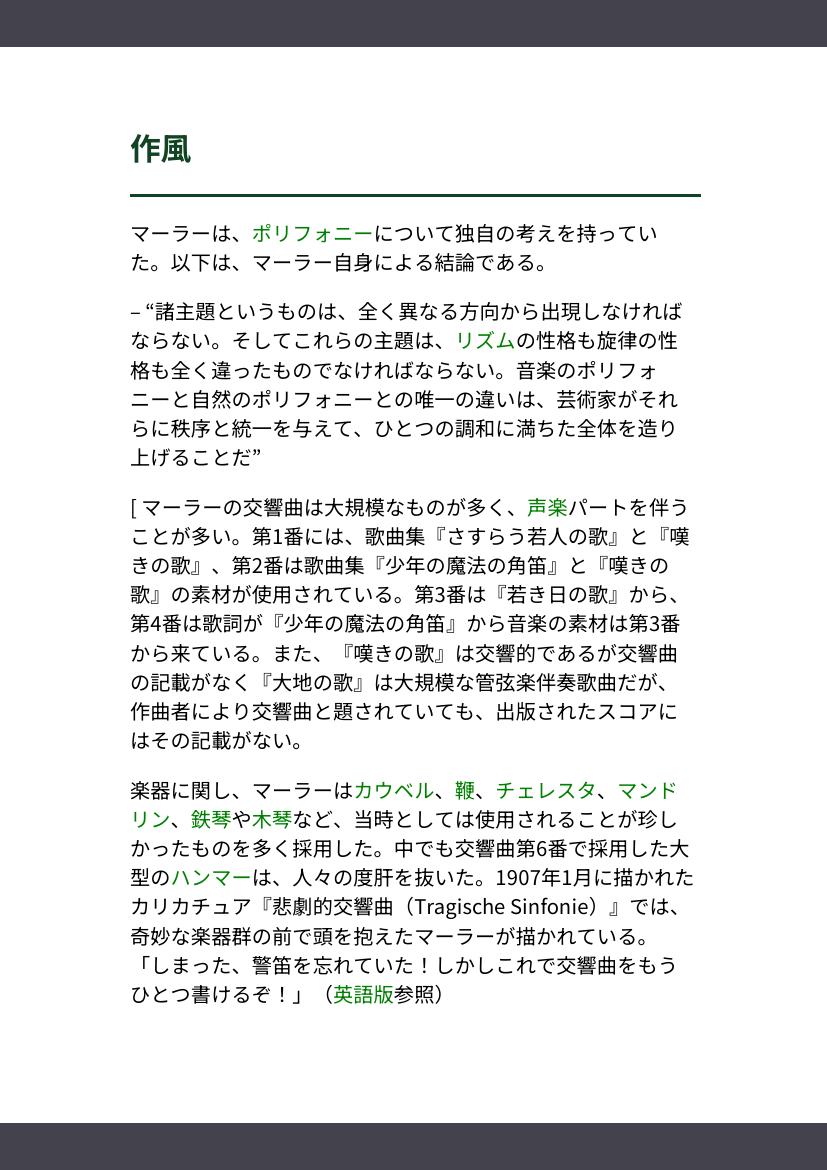 作風
マーラーは、ポリフォニーについて独自の考えを持ってい
た。以下は、マーラー自身による結論である。
– “諸主題というものは、全く異なる方向から出現しなければ
ならない。そしてこれらの主題は、リズムの性格も旋律の性
格も全く違ったものでなければならない。音楽のポリフォ
ニーと自然のポリフォニーとの唯一の違いは、芸術家がそれ
らに秩序と統一を与えて、ひとつの調和に満ちた全体を造り
上げることだ”
[ マーラーの交響曲は大規模なものが多く、声楽パートを伴う
ことが多い。第1番には、歌曲集『さすらう若人の歌』と『嘆
きの歌』、第2番は歌曲集『少年の魔法の角笛』と『嘆きの
歌』の素材が使用されている。第3番は『若き日の歌』から、
第4番は歌詞が『少年の魔法の角笛』から音楽の素材は第3番
から来ている。また、『嘆きの歌』は交響的であるが交響曲
の記載がなく『大地の歌』は大規模な管弦楽伴奏歌曲だが、
作曲者により交響曲と題されていても、出版されたスコアに
はその記載がない。
楽器に関し、マーラーはカウベル、鞭、チェレスタ、マンド
リン、鉄琴や木琴など、当時としては使用されることが珍し
かったものを多く採用した。中でも交響曲第6番で採用した大
型のハンマーは、人々の度肝を抜いた。1907年1月に描かれた
カリカチュア『悲劇的交響曲（Tragische Sinfonie）』では、
奇妙な楽器群の前で頭を抱えたマーラーが描かれている。
「しまった、警笛を忘れていた！しかしこれで交響曲をもう
ひとつ書けるぞ！」（英語版参照）